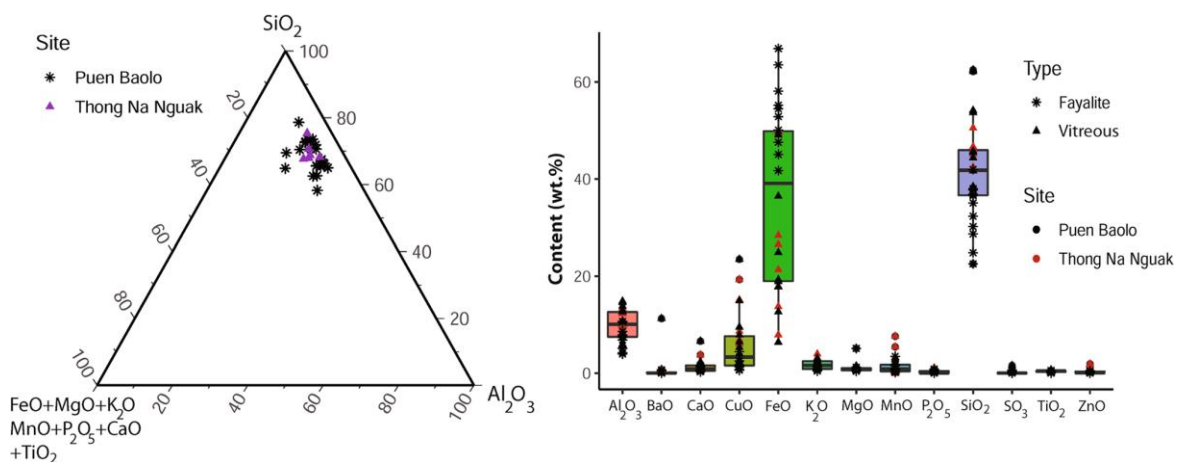 SiO2
Site
Puen Baolo
Thong Na Nguak
100
80
60
40
20
20
40
60
80
100
20
40
60
80
100
Al2O3
FeO+MgO+K2O
MnO+P2O5+CaO
+TiO2
Content (wt.%)
60
40
20
0
Al2O3 BaO CaO CuO FeO K2O MgO MnO P2O5 SiO2 SO3 TiO2 ZnO
Type
Fayalite
Vitreous
Site
Puen Baolo
Thong Na Nguak